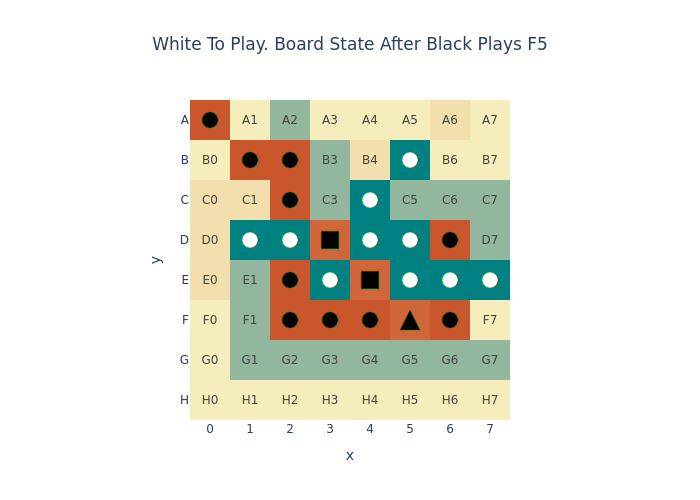 White To Play. Board State After Black Plays F5
A A1 A2 A3 A4 A5 A6 A7
B B0 B3 B4 B6 B7
C C0 C1 C3 C5 C6 C7
D D0 D7
E E0 E1
F F0 F1 F7
G G0 G1 G2 G3 G4 G5 G6 G7
H H0 H1 H2 H3 H4 H5 H6 H7
0 1 2 3 4 5 6 7
x
y